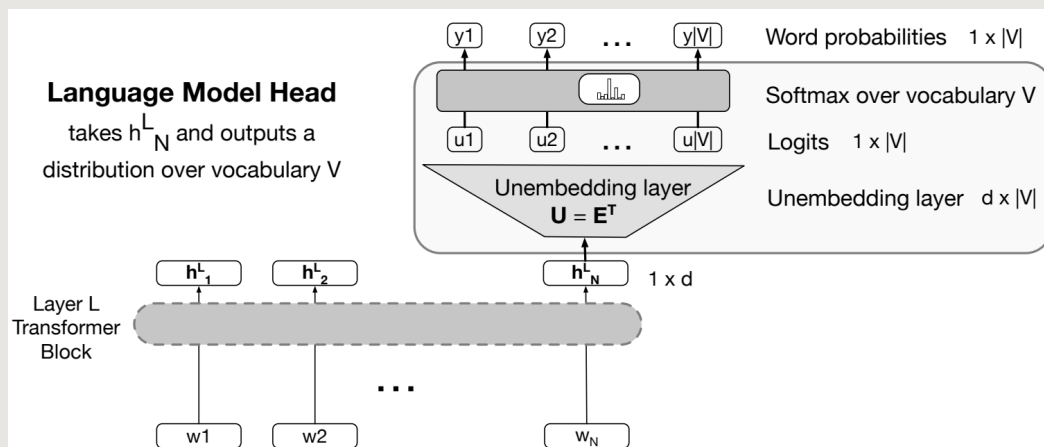 y1 y2 ... y|V| Word probabilities 1 x |V|
Language Model Head
takes h^L_N and outputs a
distribution over vocabulary V
Softmax over vocabulary V
u1 u2 ... u|V| Logits 1 x |V|
Unembedding layer
U = E^T
Unembedding layer d x |V|
h^L_1 h^L_2 h^L_N 1 x d
Layer L
Transformer
Block
...
w1 w2 w_N